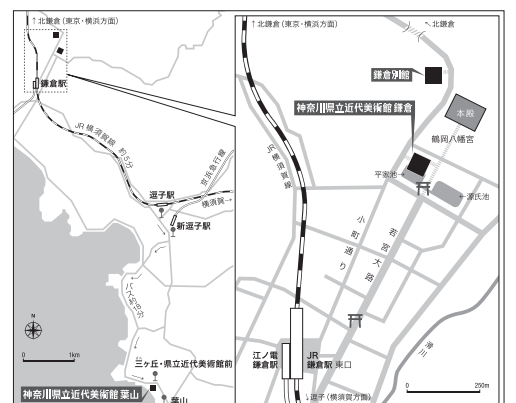 ↑北鎌倉(東京・横浜方面)
鎌倉駅
JR横須賀線 約5分
京浜急行線
横須賀→
逗子駅
新逗子駅
バス
N
0 1km
三ヶ丘・県立近代美術館前
神奈川県立近代美術館 葉山
葉山
↑北鎌倉(東京・横浜方面)
↖北鎌倉
鎌倉別館
神奈川県立近代美術館 鎌倉
本殿
鶴岡八幡宮
JR横須賀線
平家池→
←源氏池
小町通り
若宮大路
滑川
江ノ電
鎌倉駅
JR
鎌倉駅 東口
↓逗子(横須賀方面)
0 250m